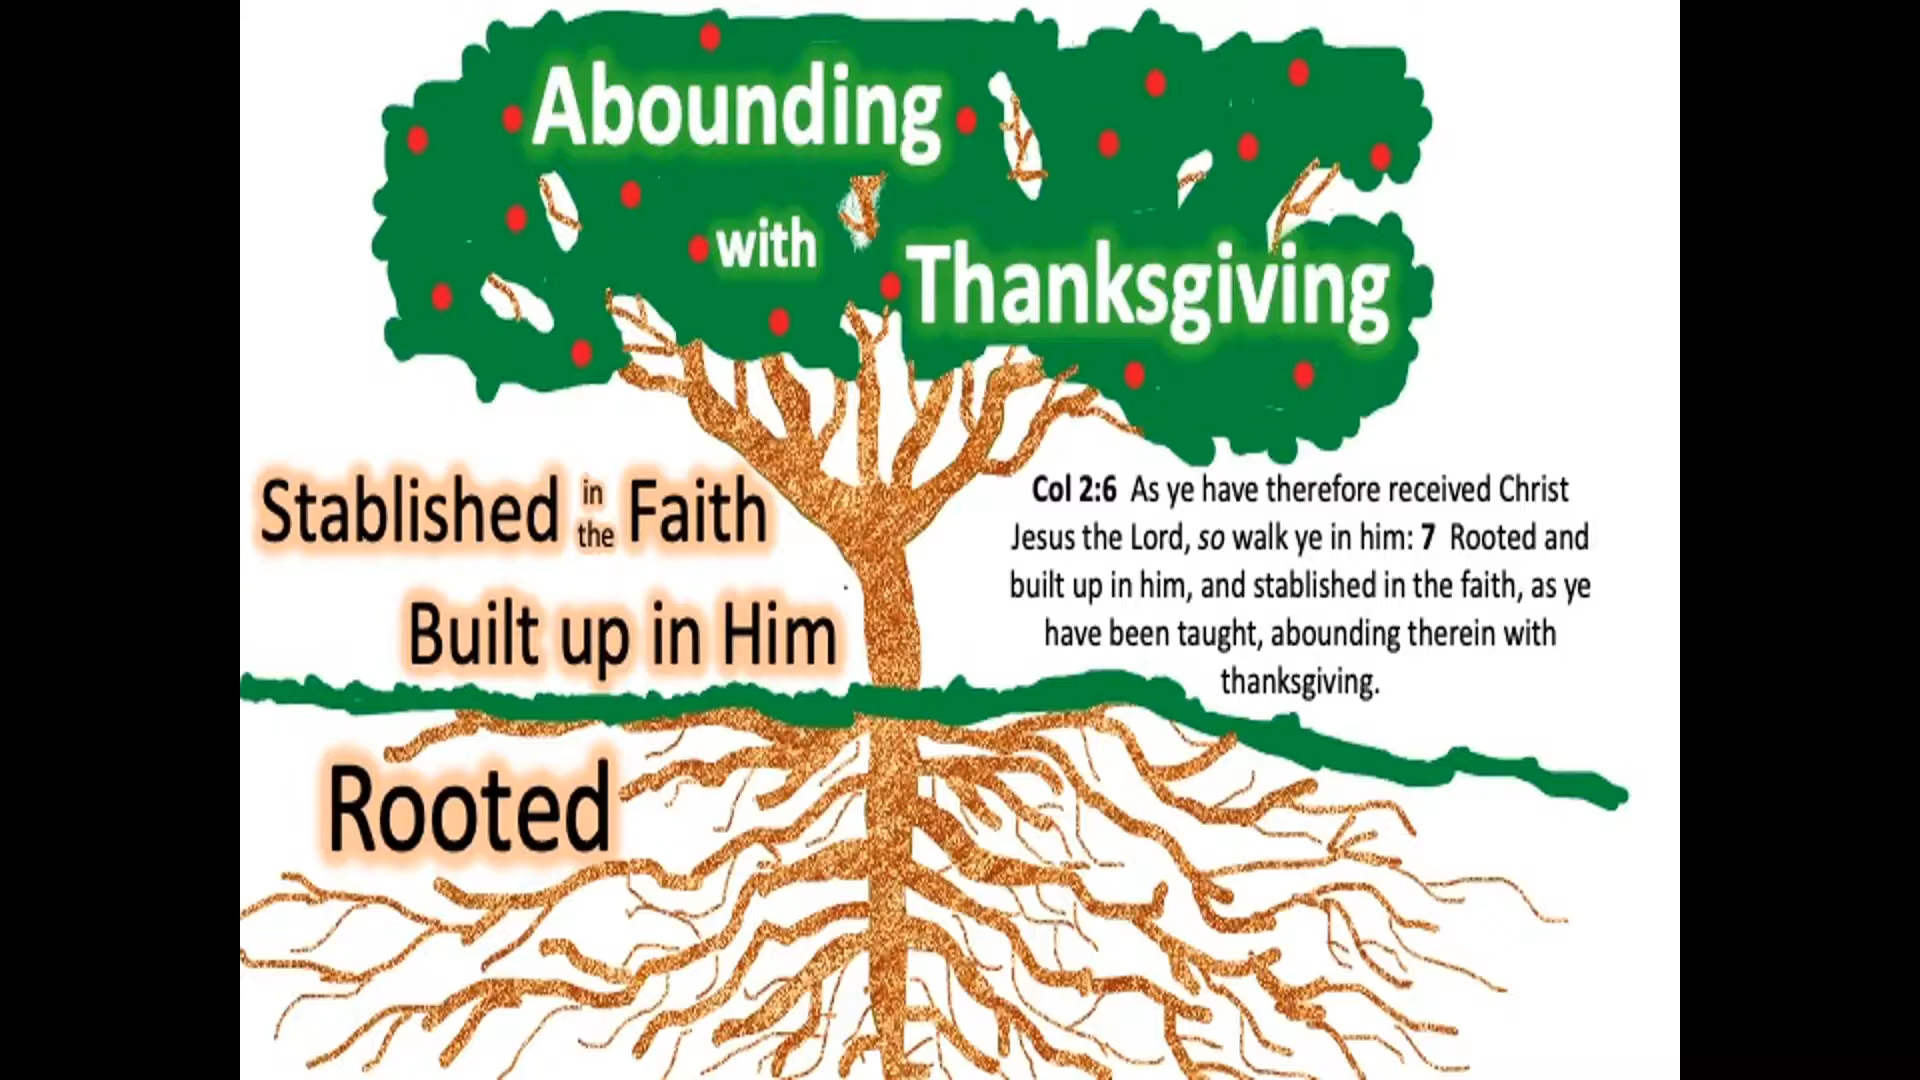 Abounding
with
Thanksgiving
Stablished in the Faith
Built up in Him
Rooted
Col 2:6 As ye have therefore received Christ
Jesus the Lord, so walk ye in him: 7 Rooted and
built up in him, and stablished in the faith, as ye
have been taught, abounding therein with
thanksgiving.